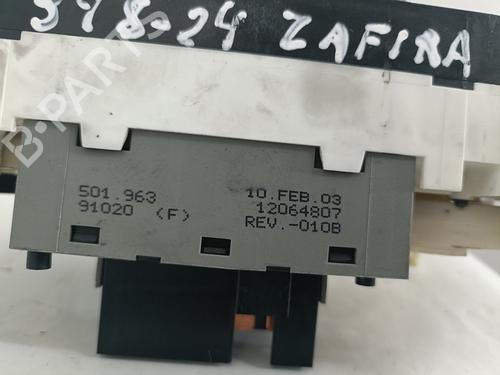 378.24 ZAFIRA
B-PARTS
501.963 10.FEB.03
91020 (F) 12064807
REV.-010B